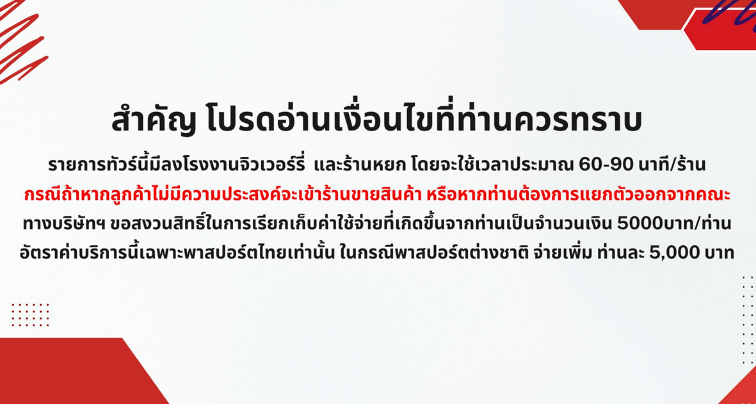 สำคัญ โปรดอ่านเงื่อนไขที่ท่านควรทราบ
รายการทัวร์นี้มีลงโรงงานจิวเวอร์รี่ และร้านหยก โดยจะใช้เวลาประมาณ 60-90 นาที/ร้าน
กรณีถ้าหากลูกค้าไม่มีความประสงค์จะเข้าร้านขายสินค้า หรือหากท่านต้องการแยกตัวออกจากคณะ
ทางบริษัทฯ ขอสงวนสิทธิ์ในการเรียกเก็บค่าใช้จ่ายที่เกิดขึ้นจากท่านเป็นจำนวนเงิน 5000บาท/ท่าน
อัตราค่าบริการนี้เฉพาะพาสปอร์ตไทยเท่านั้น ในกรณีพาสปอร์ตต่างชาติ จ่ายเพิ่ม ท่านละ 5,000 บาท